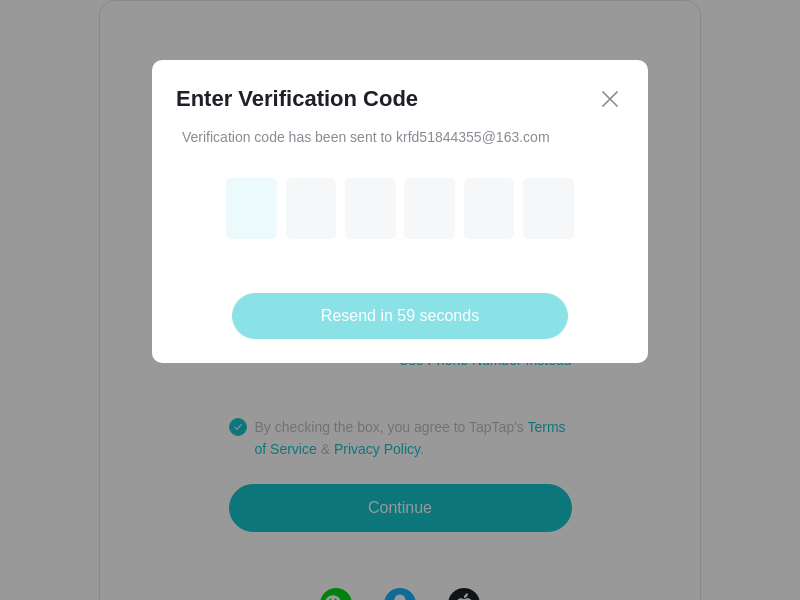 Enter Verification Code
Verification code has been sent to krfd51844355@163.com
Resend in 59 seconds
By checking the box, you agree to TapTap's Terms
of Service & Privacy Policy.
Continue